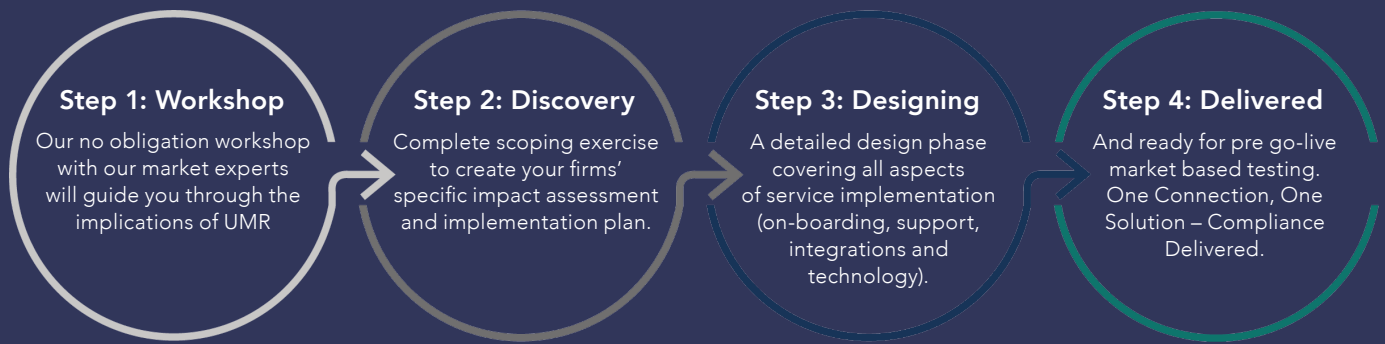 Step 1: Workshop
Our no obligation workshop
with our market experts
will guide you through the
implications of UMR
Step 2: Discovery
Complete scoping exercise
to create your firms’
specific impact assessment
and implementation plan.
Step 3: Designing
A detailed design phase
covering all aspects
of service implementation
(on-boarding, support,
integrations and
technology).
Step 4: Delivered
And ready for pre go-live
market based testing.
One Connection, One
Solution – Compliance
Delivered.